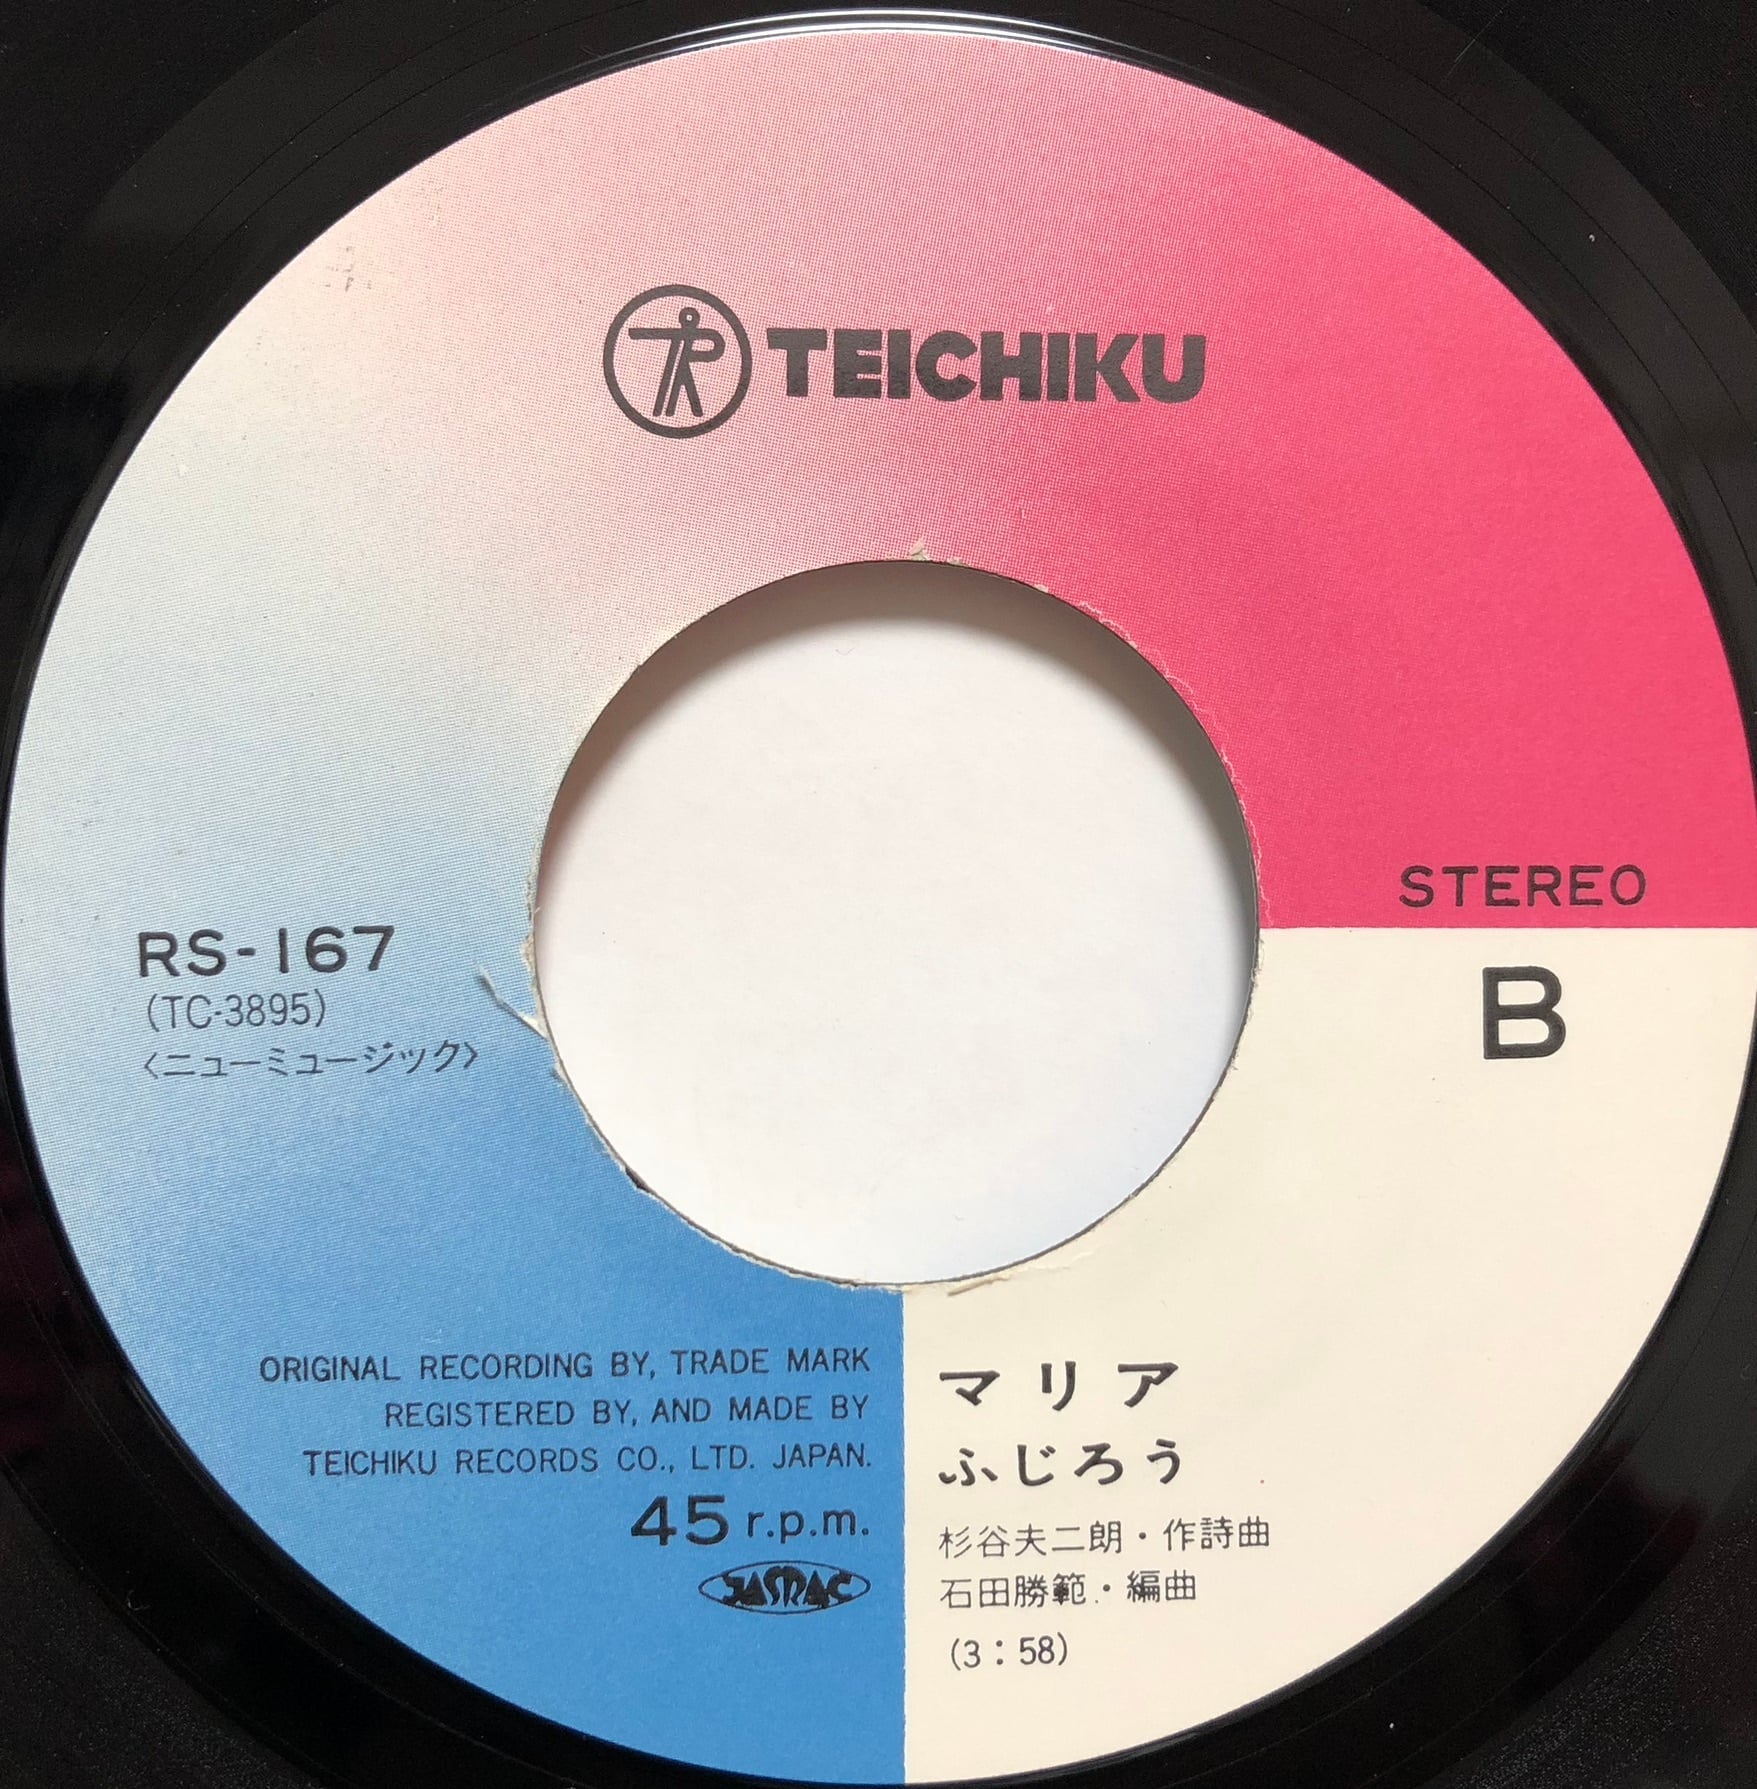 TEICHIKU
STEREO
B
RS-167
(TC-3895)
〈ニューミュージック〉
ORIGINAL RECORDING BY, TRADE MARK
REGISTERED BY, AND MADE BY
TEICHIKU RECORDS CO., LTD. JAPAN.
45 r.p.m.
JASRAC
マリア
ふじろう
杉谷夫二朗・作詩曲
石田勝範・編曲
(3:58)